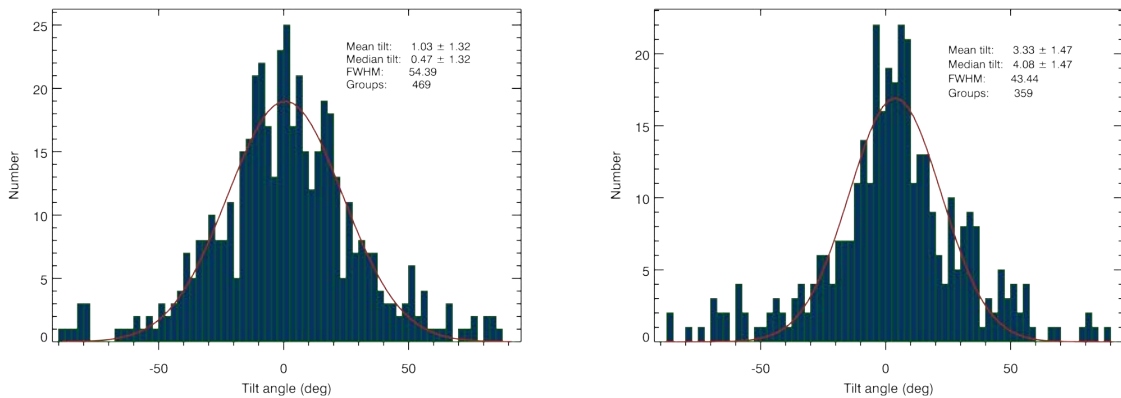 25
20
15
10
5
0
Number
Mean tilt: 1.03 ± 1.32
Median tilt: 0.47 ± 1.32
FWHM: 54.39
Groups: 469
-50
0
50
Tilt angle (deg)
20
15
10
5
0
Number
Mean tilt: 3.33 ± 1.47
Median tilt: 4.08 ± 1.47
FWHM: 43.44
Groups: 359
-50
0
50
Tilt angle (deg)